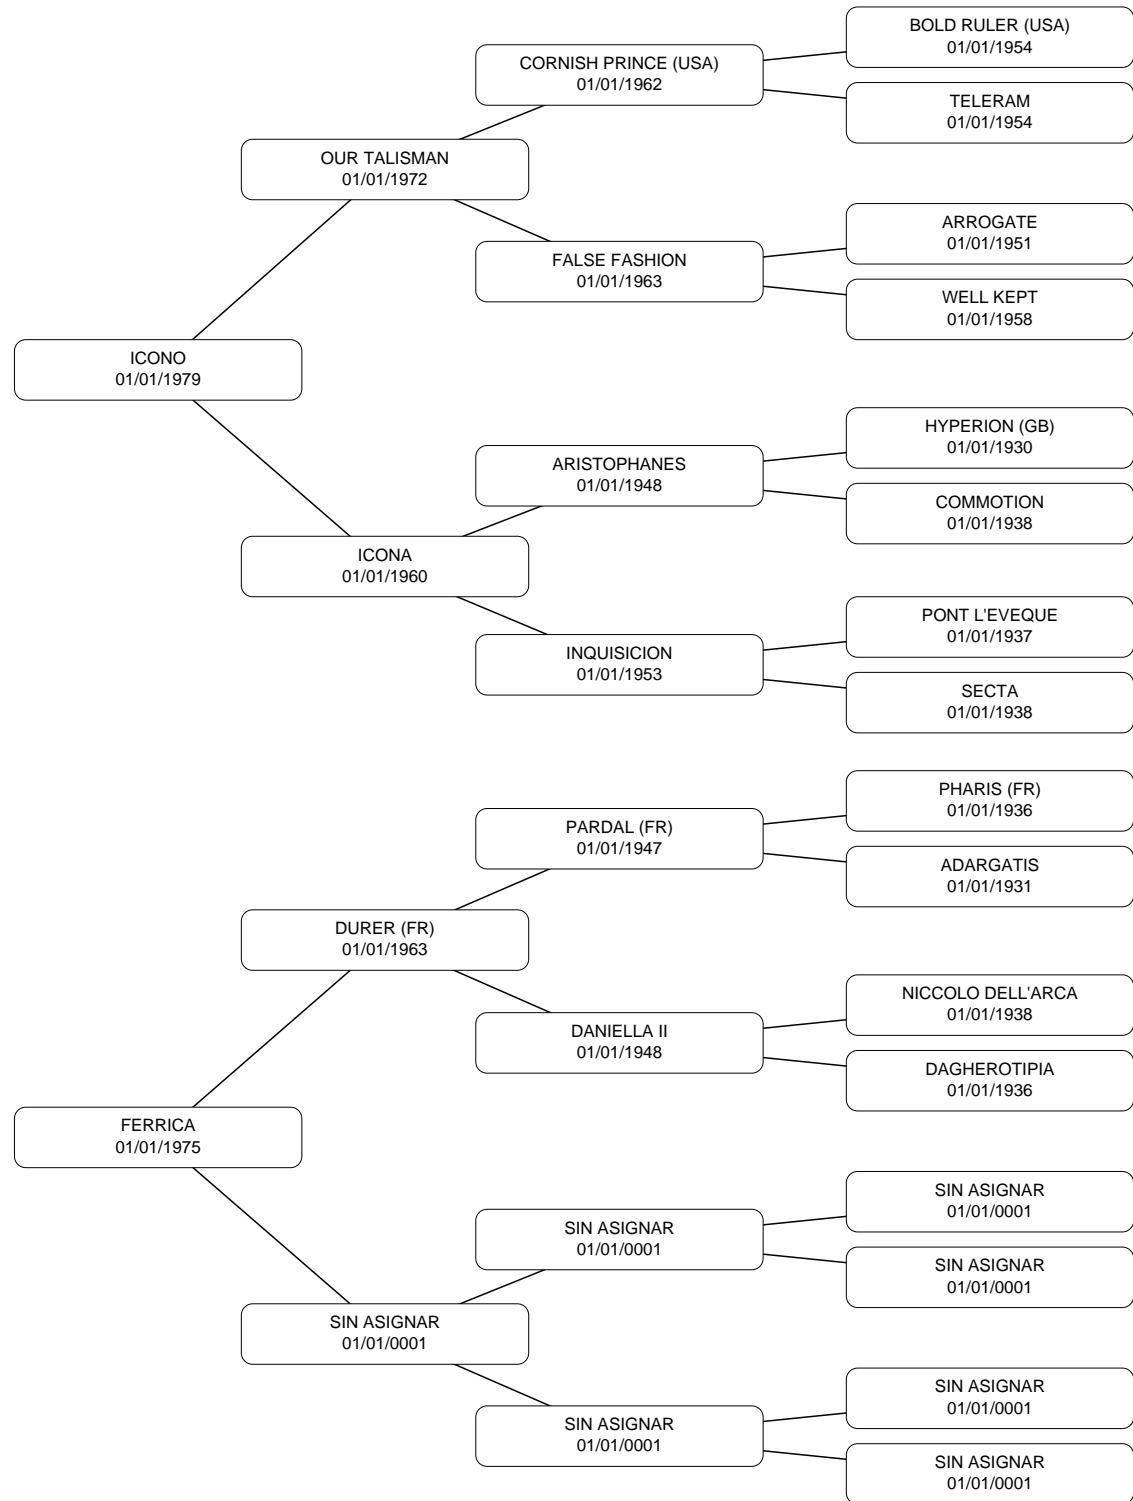 BOLD RULER (USA)
01/01/1954
CORNISH PRINCE (USA)
01/01/1962
TELERAM
01/01/1954
OUR TALISMAN
01/01/1972
ARROGATE
01/01/1951
FALSE FASHION
01/01/1963
WELL KEPT
01/01/1958
ICONO
01/01/1979
HYPERION (GB)
01/01/1930
ARISTOPHANES
01/01/1948
COMMOTION
01/01/1938
ICONA
01/01/1960
PONT L'EVEQUE
01/01/1937
INQUISICION
01/01/1953
SECTA
01/01/1938
PHARIS (FR)
01/01/1936
PARDAL (FR)
01/01/1947
ADARGATIS
01/01/1931
DURER (FR)
01/01/1963
NICCOLO DELL'ARCA
01/01/1938
DANIELLA II
01/01/1948
DAGHEROTIPIA
01/01/1936
FERRICA
01/01/1975
SIN ASIGNAR
01/01/0001
SIN ASIGNAR
01/01/0001
SIN ASIGNAR
01/01/0001
SIN ASIGNAR
01/01/0001
SIN ASIGNAR
01/01/0001
SIN ASIGNAR
01/01/0001
SIN ASIGNAR
01/01/0001